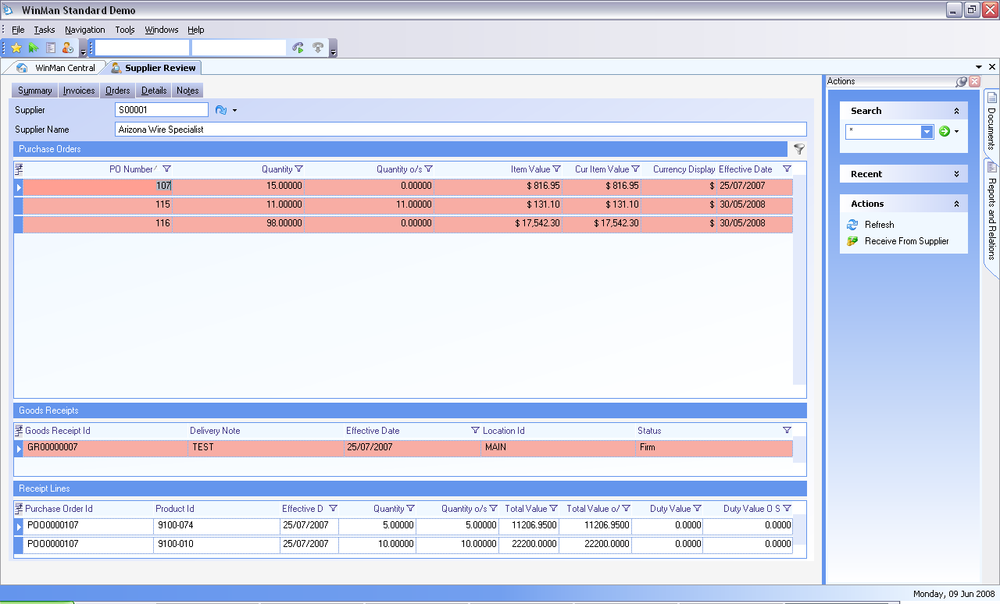 WinMan Standard Demo
File Tasks Navigation Tools Windows Help
WinMan Central Supplier Review
Summary Invoices Orders Details Notes
Supplier S00001
Supplier Name Arizona Wire Specialist
Purchase Orders
PO Number Quantity Quantity o/s Item Value Cur Item Value Currency Display Effective Date
107 15.00000 0.00000 $ 816.95 $ 816.95 $ 25/07/2007
115 11.00000 11.00000 $ 131.10 $ 131.10 $ 30/05/2008
116 98.00000 0.00000 $ 17,542.30 $ 17,542.30 $ 30/05/2008
Goods Receipts
Goods Receipt Id Delivery Note Effective Date Location Id Status
GR00000007 TEST 25/07/2007 MAIN Firm
Receipt Lines
Purchase Order Id Product Id Effective D Quantity Quantity o/s Total Value Total Value o/ Duty Value Duty Value O S
PO00000107 9100-074 25/07/2007 5.00000 5.00000 11206.9500 11206.9500 0.0000 0.0000
PO00000107 9100-010 25/07/2007 10.00000 10.00000 22200.0000 22200.0000 0.0000 0.0000
Actions
Search
*
Recent
Actions
Refresh
Receive From Supplier
Documents
Reports and Relations
Monday, 09 Jun 2008